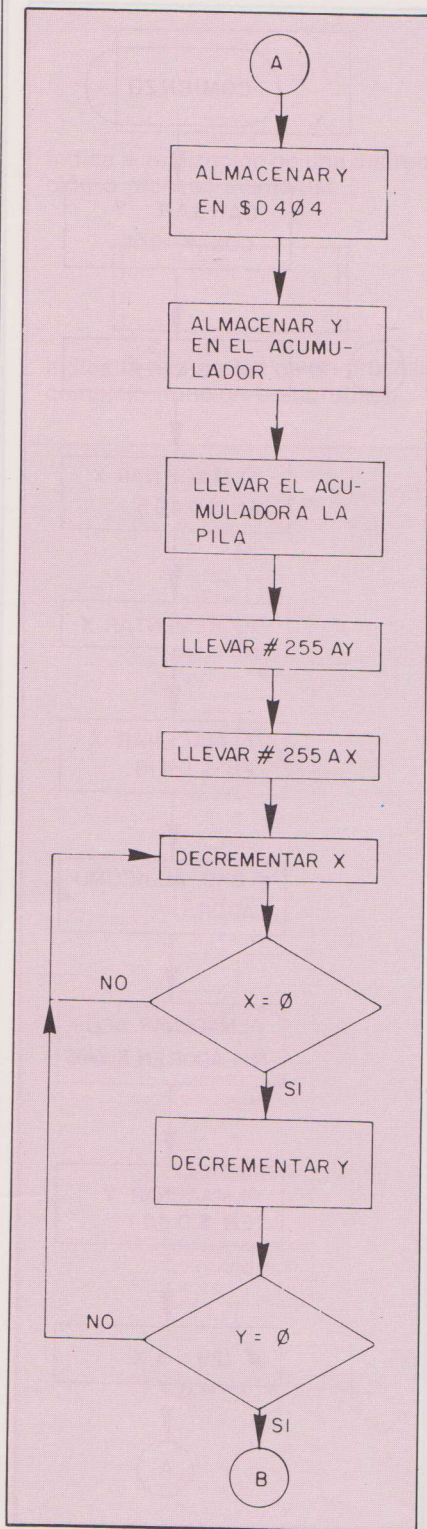 A
ALMACENAR Y
EN $D4Ø4
ALMACENAR Y
EN EL ACUMU-
LADOR
LLEVAR EL ACU-
MULADOR A LA
PILA
LLEVAR # 255 A Y
LLEVAR # 255 A X
DECREMENTAR X
NO
X = Ø
SI
DECREMENTAR Y
NO
Y = Ø
SI
B